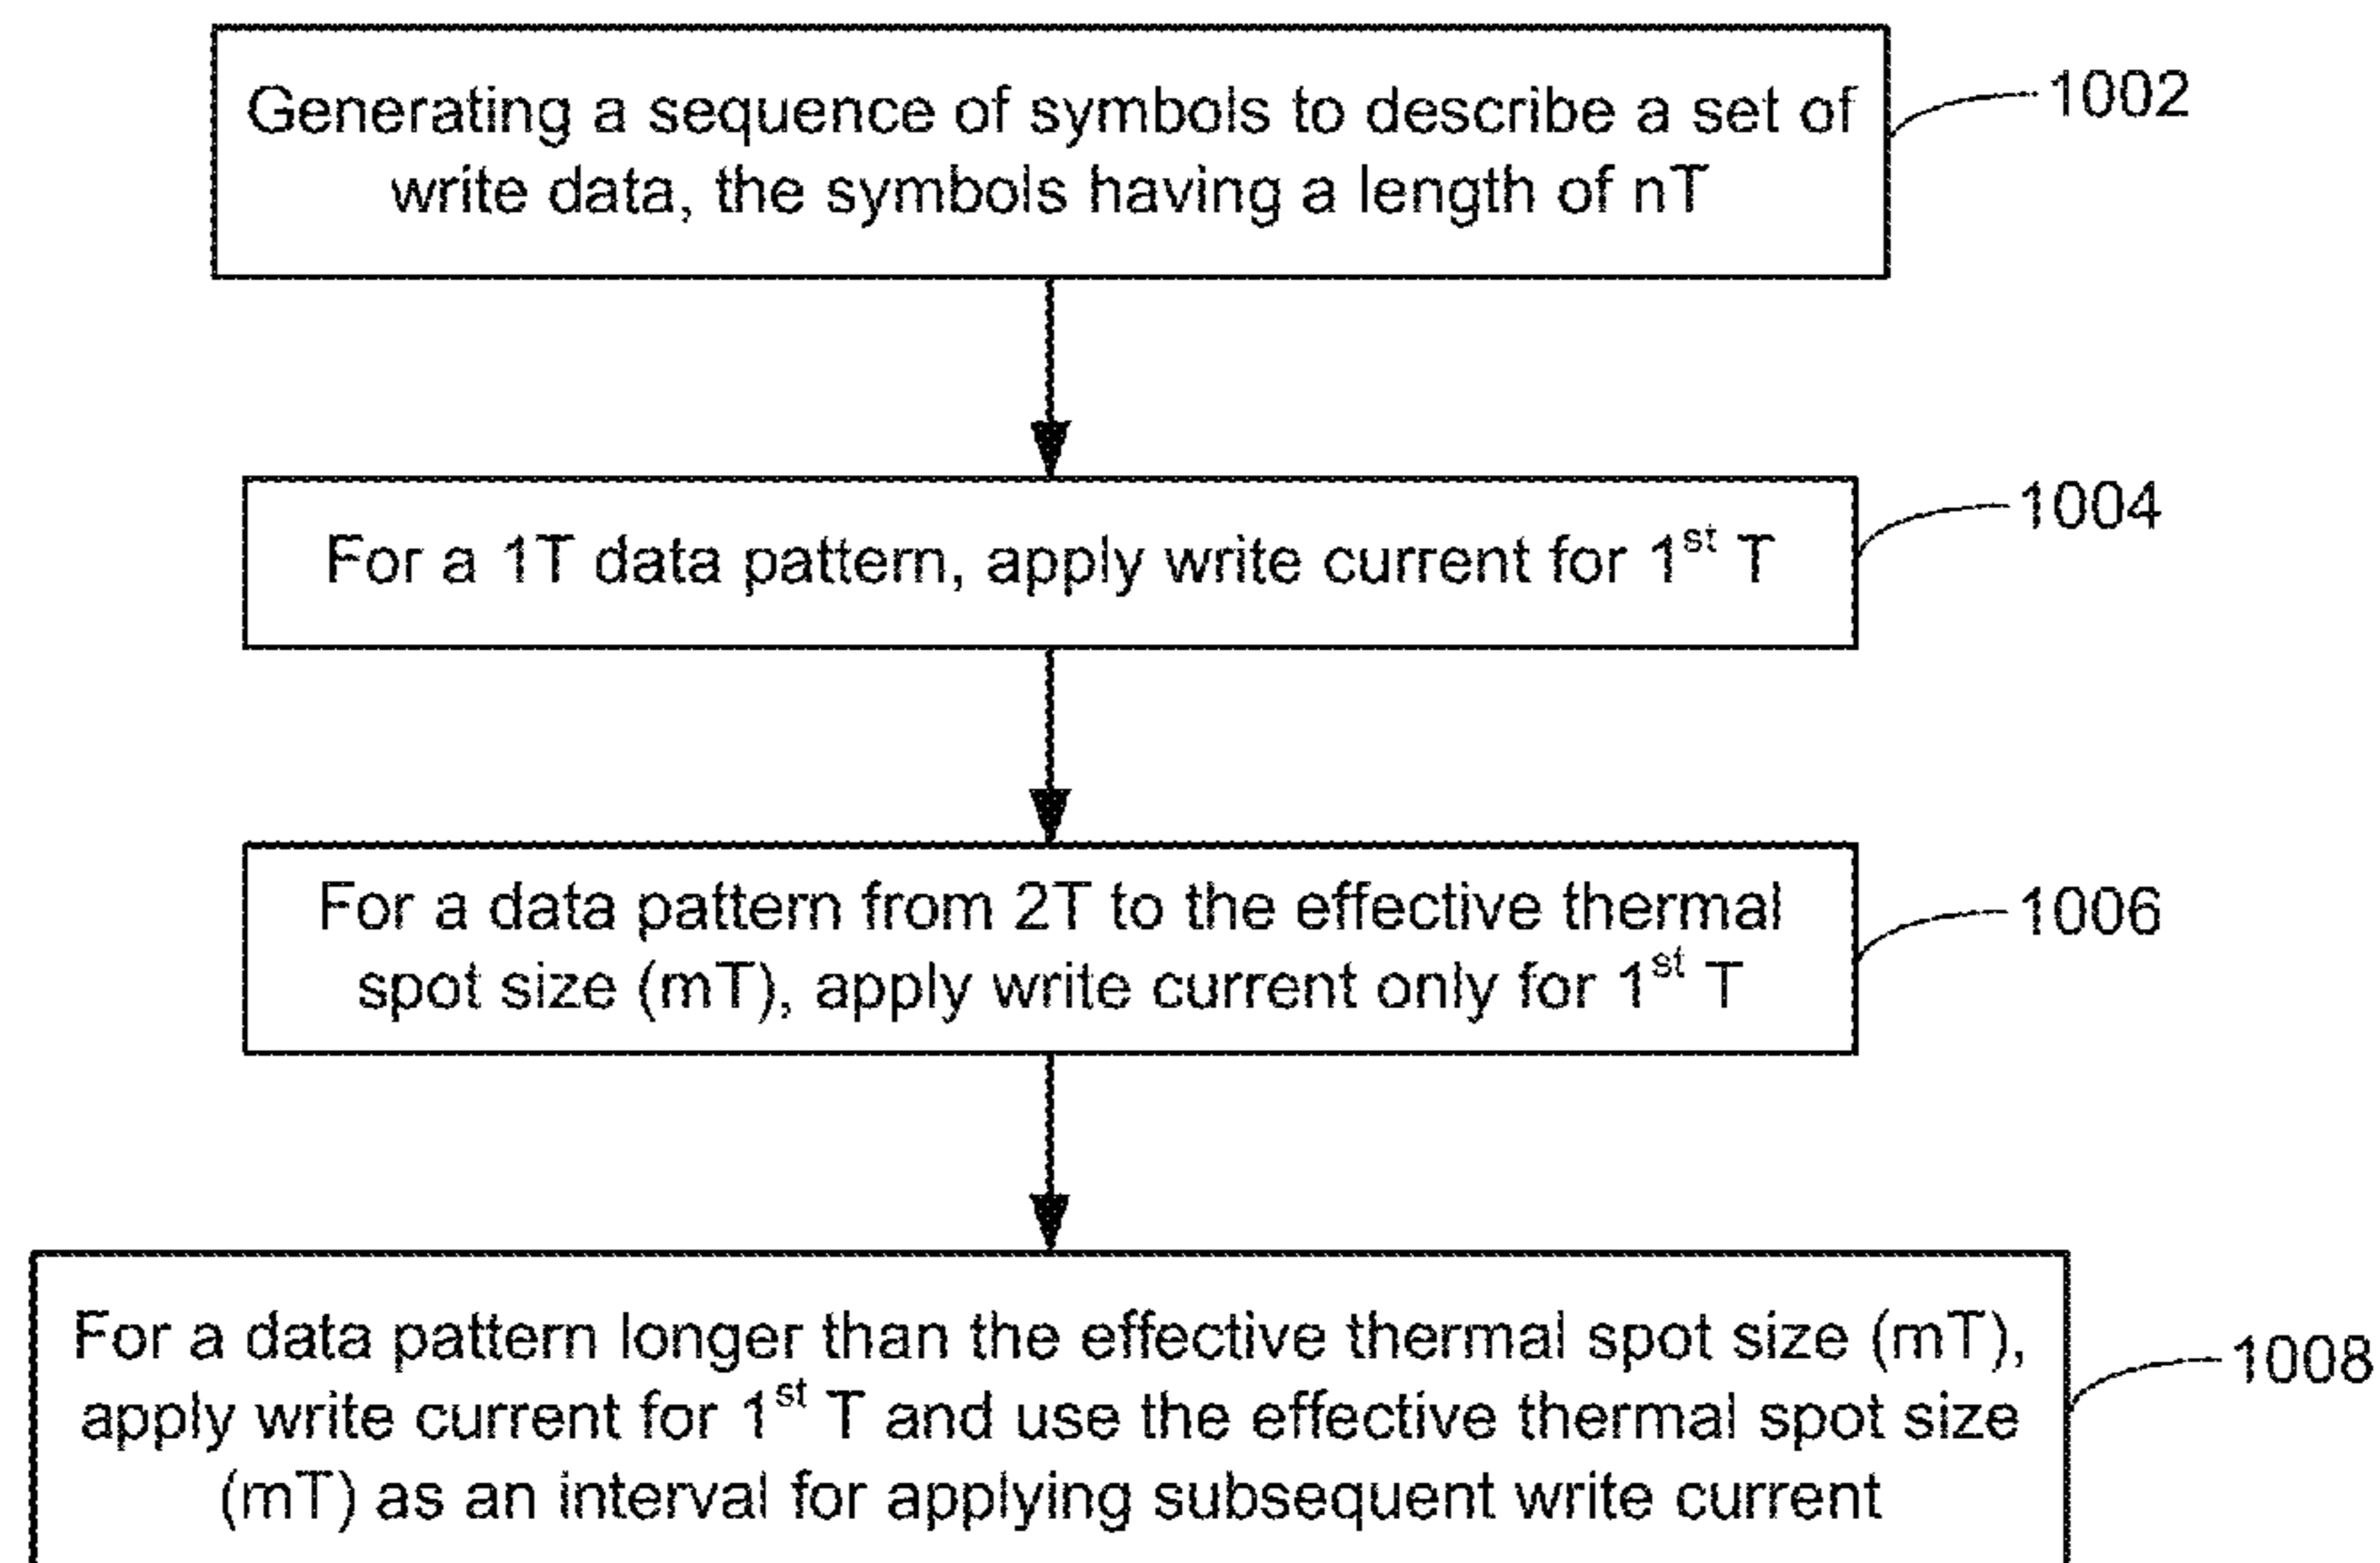 Generating a sequence of symbols to describe a set of
write data, the symbols having a length of nT
1002
For a 1T data pattern, apply write current for 1st T
1004
For a data pattern from 2T to the effective thermal
spot size (mT), apply write current only for 1st T
1006
For a data pattern longer than the effective thermal spot size (mT),
apply write current for 1st T and use the effective thermal spot size
(mT) as an interval for applying subsequent write current
1008